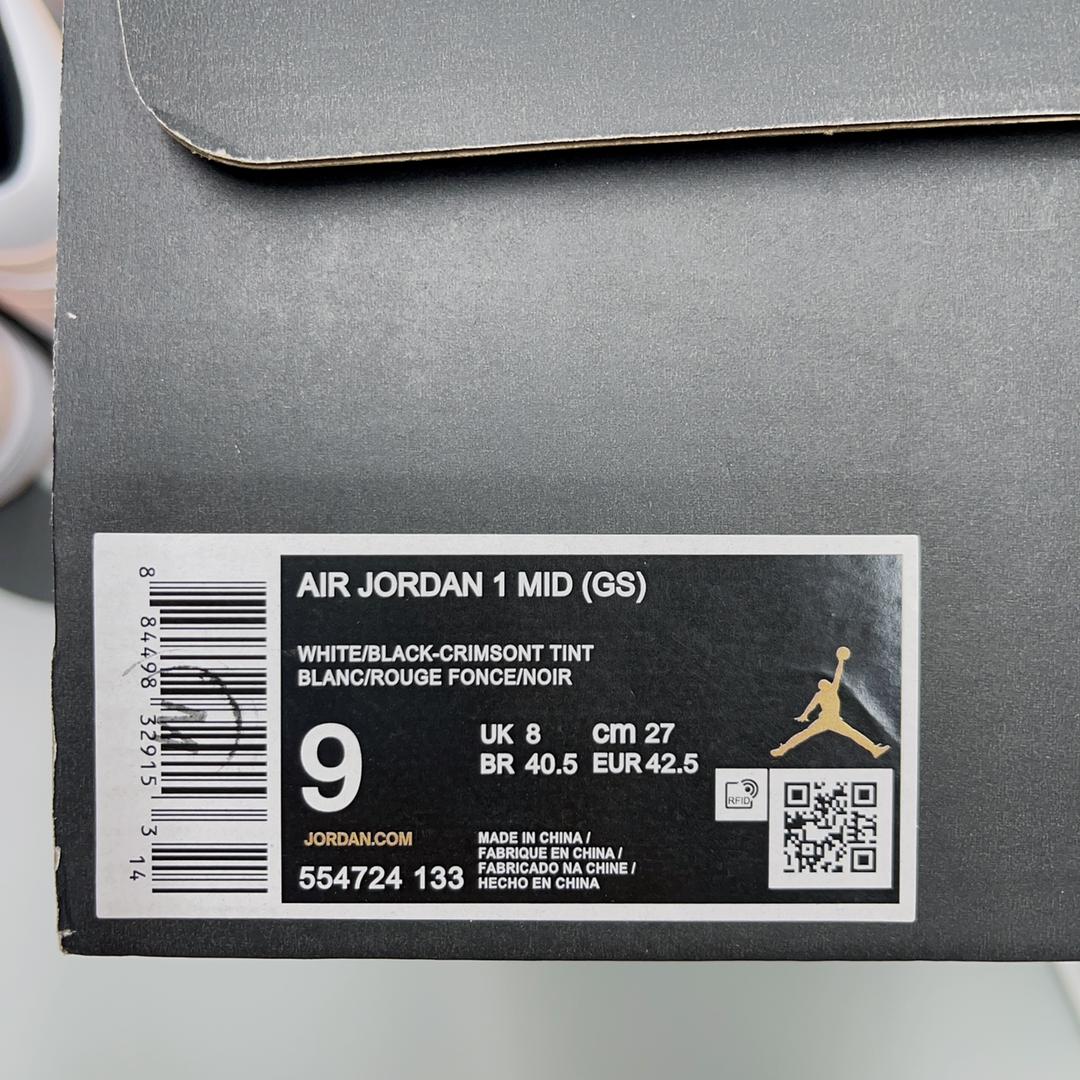 AIR JORDAN 1 MID (GS)
WHITE/BLACK-CRIMSONT TINT
BLANC/ROUGE FONCE/NOIR
9
UK 8 cm 27
BR 40.5 EUR 42.5
RFID
JORDAN.COM
554724 133
MADE IN CHINA /
FABRIQUE EN CHINA /
FABRICADO NA CHINE /
HECHO EN CHINA
8 84498 32915 3 14